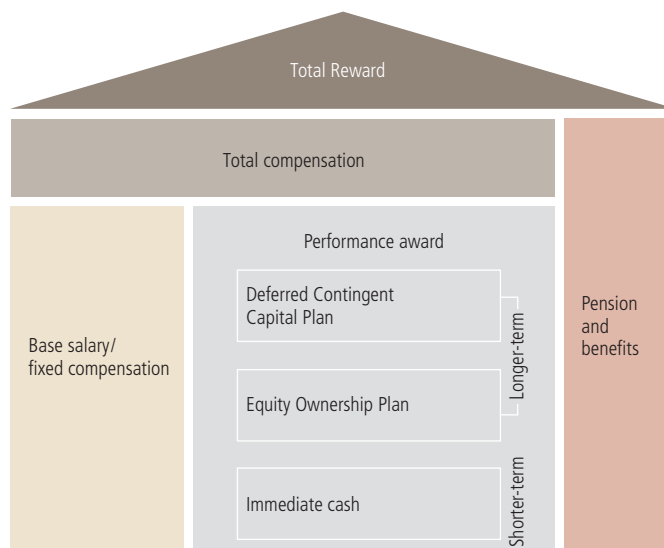 Total Reward
Total compensation
Base salary/
fixed compensation
Performance award
Deferred Contingent
Capital Plan
Equity Ownership Plan
Longer-term
Immediate cash
Shorter-term
Pension
and
benefits